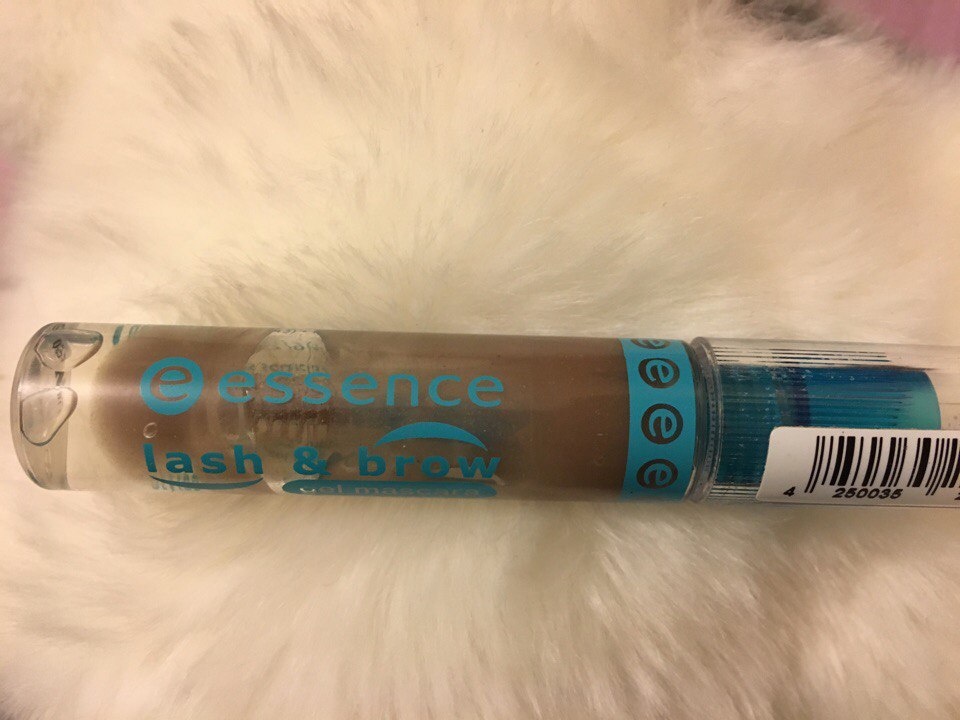 e essence
lash & brow
gel mascara
e e e e
4 250035